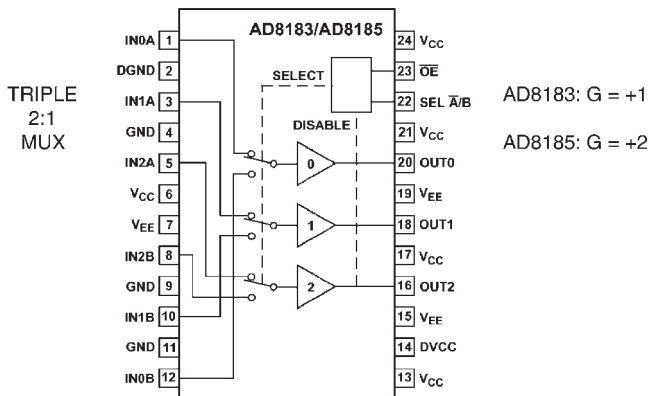 AD8183/AD8185
TRIPLE
2:1
MUX
IN0A 1
DGND 2
IN1A 3
GND 4
IN2A 5
VCC 6
VEE 7
IN2B 8
GND 9
IN1B 10
GND 11
IN0B 12
SELECT
DISABLE
0
1
2
24 VCC
23 OE
22 SEL A/B
21 VCC
20 OUT0
19 VEE
18 OUT1
17 VCC
16 OUT2
15 VEE
14 DVCC
13 VCC
AD8183: G = +1
AD8185: G = +2